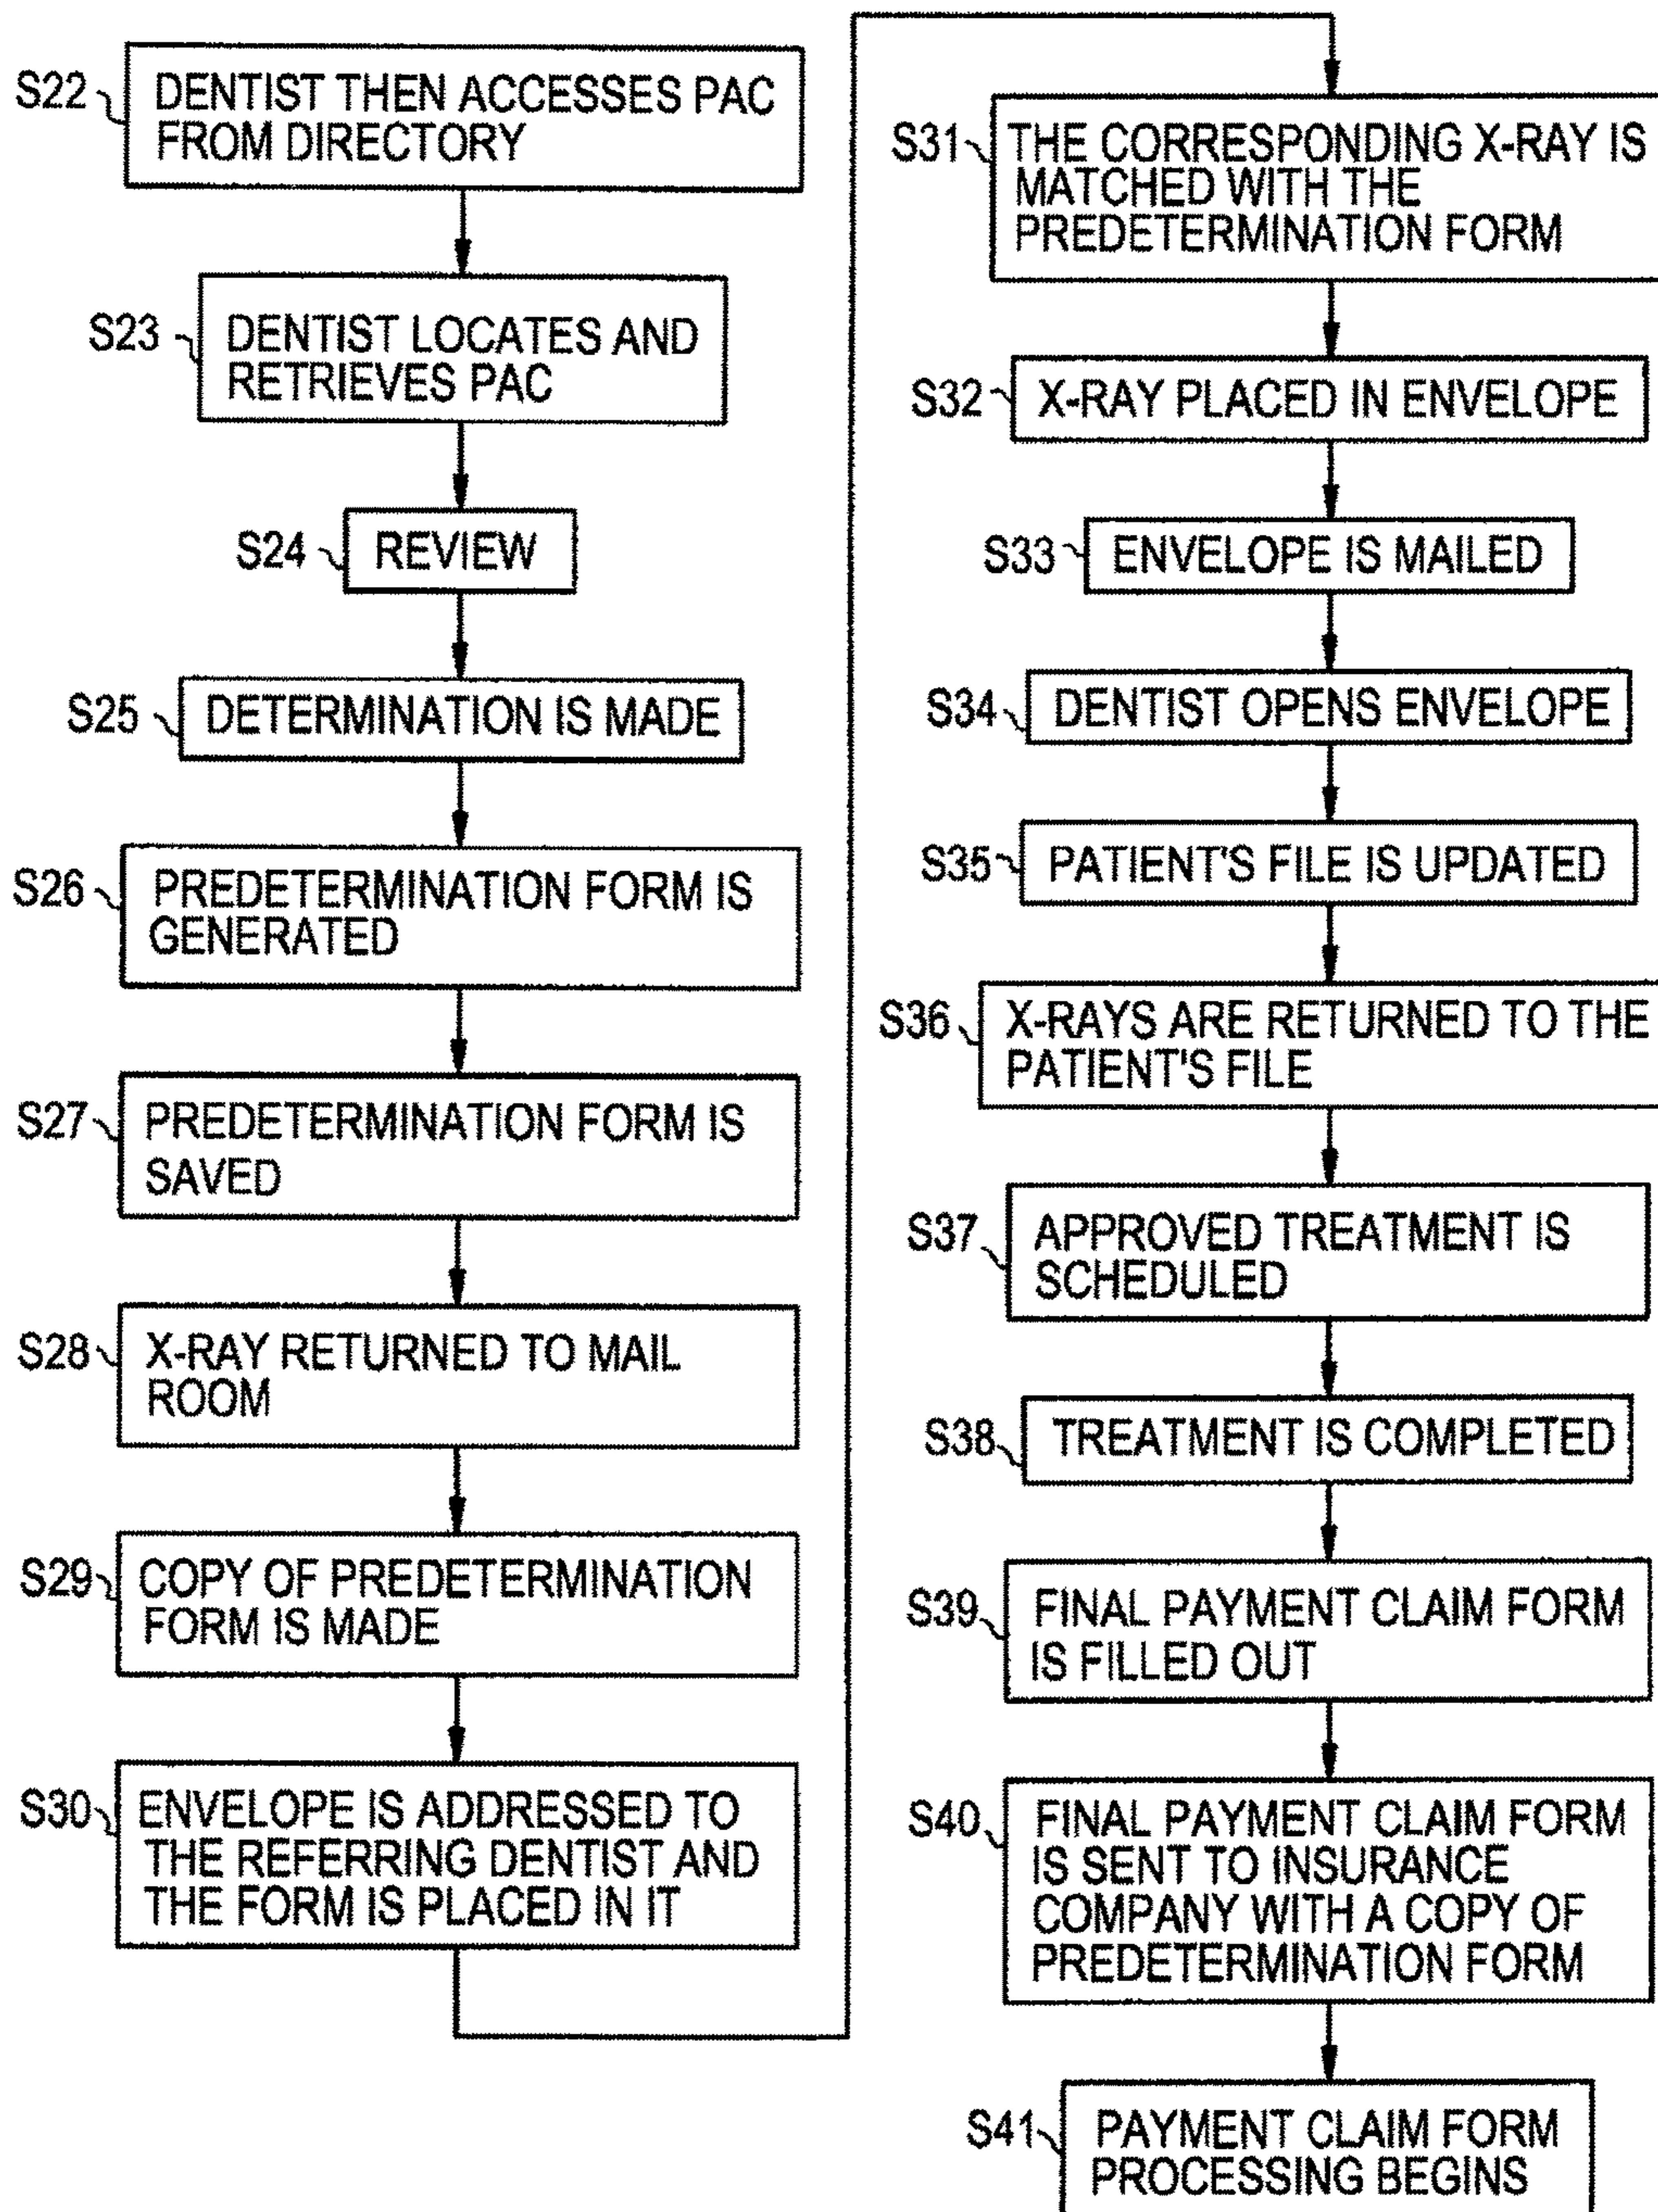 S22 DENTIST THEN ACCESSES PAC
FROM DIRECTORY
S23 DENTIST LOCATES AND
RETRIEVES PAC
S24 REVIEW
S25 DETERMINATION IS MADE
S26 PREDETERMINATION FORM IS
GENERATED
S27 PREDETERMINATION FORM IS
SAVED
S28 X-RAY RETURNED TO MAIL
ROOM
S29 COPY OF PREDETERMINATION
FORM IS MADE
S30 ENVELOPE IS ADDRESSED TO
THE REFERRING DENTIST AND
THE FORM IS PLACED IN IT
S31 THE CORRESPONDING X-RAY IS
MATCHED WITH THE
PREDETERMINATION FORM
S32 X-RAY PLACED IN ENVELOPE
S33 ENVELOPE IS MAILED
S34 DENTIST OPENS ENVELOPE
S35 PATIENT'S FILE IS UPDATED
S36 X-RAYS ARE RETURNED TO THE
PATIENT'S FILE
S37 APPROVED TREATMENT IS
SCHEDULED
S38 TREATMENT IS COMPLETED
S39 FINAL PAYMENT CLAIM FORM
IS FILLED OUT
S40 FINAL PAYMENT CLAIM FORM
IS SENT TO INSURANCE
COMPANY WITH A COPY OF
PREDETERMINATION FORM
S41 PAYMENT CLAIM FORM
PROCESSING BEGINS